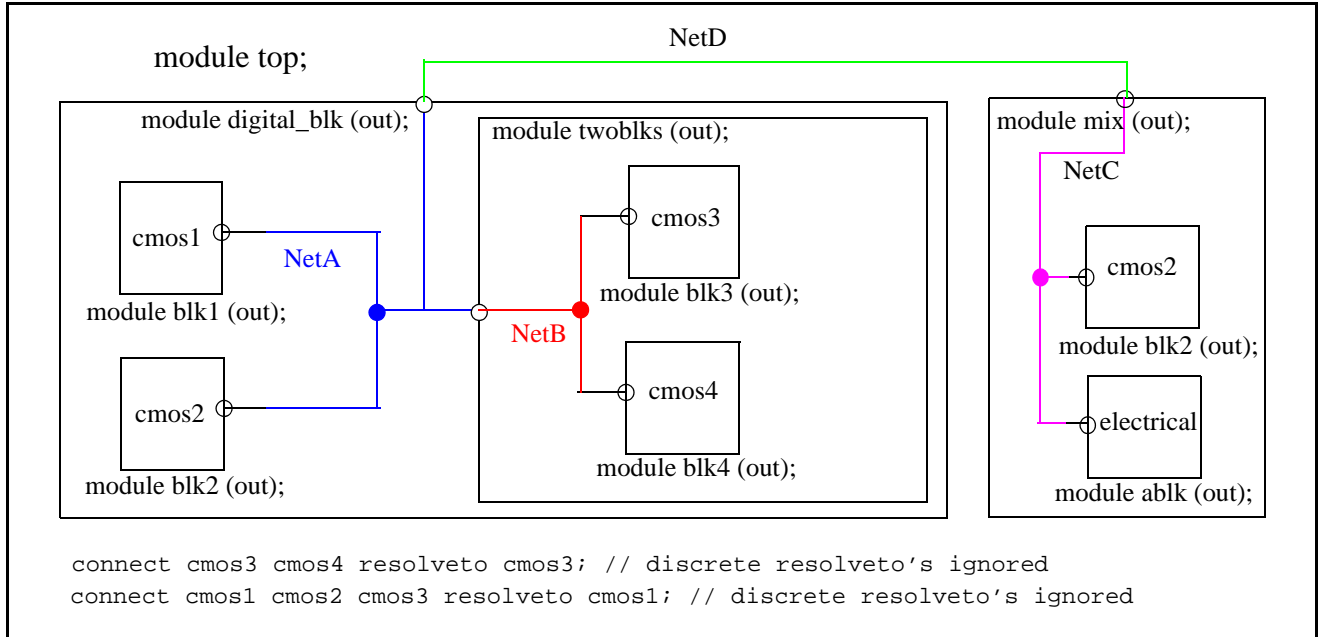 NetD
module top;
module digital_blk (out);
module twoblks (out);
module mix (out);
NetC
cmos1
NetA
module blk1 (out);
cmos2
module blk2 (out);
cmos3
module blk3 (out);
NetB
cmos4
module blk4 (out);
cmos2
module blk2 (out);
electrical
module ablk (out);
connect cmos3 cmos4 resolveto cmos3; // discrete resolveto’s ignored
connect cmos1 cmos2 cmos3 resolveto cmos1; // discrete resolveto’s ignored